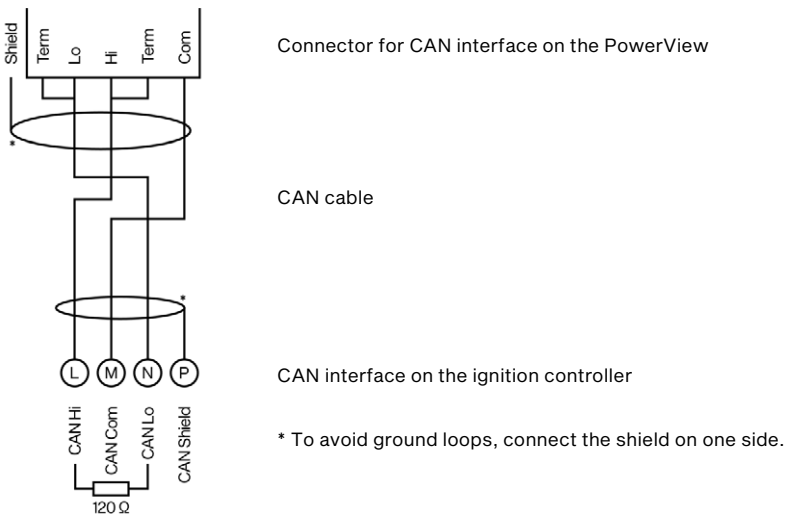 Shield
Term
Lo
Hi
Term
Com
Connector for CAN interface on the PowerView
*
CAN cable
*
L
M
N
P
CAN interface on the ignition controller
CAN Hi
CAN Com
CAN Lo
CAN Shield
* To avoid ground loops, connect the shield on one side.
120 Ω